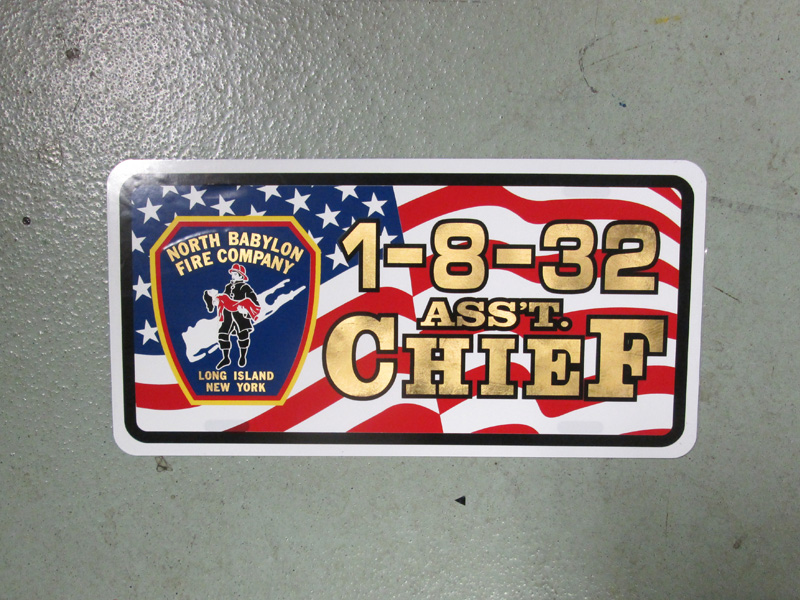 NORTH BABYLON
FIRE COMPANY
LONG ISLAND
NEW YORK
1-8-32
ASS'T.
CHIEF